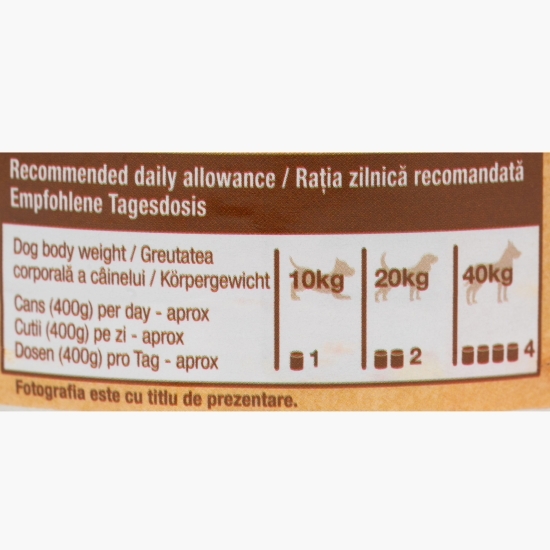 Recommended daily allowance / Rația zilnică recomandată
Empfohlene Tagesdosis
Dog body weight / Greutatea
corporală a câinelui / Körpergewicht
10kg
20kg
40kg
Cans (400g) per day - aprox
Cutii (400g) pe zi - aprox
Dosen (400g) pro Tag - aprox
1
2
4
Fotografia este cu titlu de prezentare.